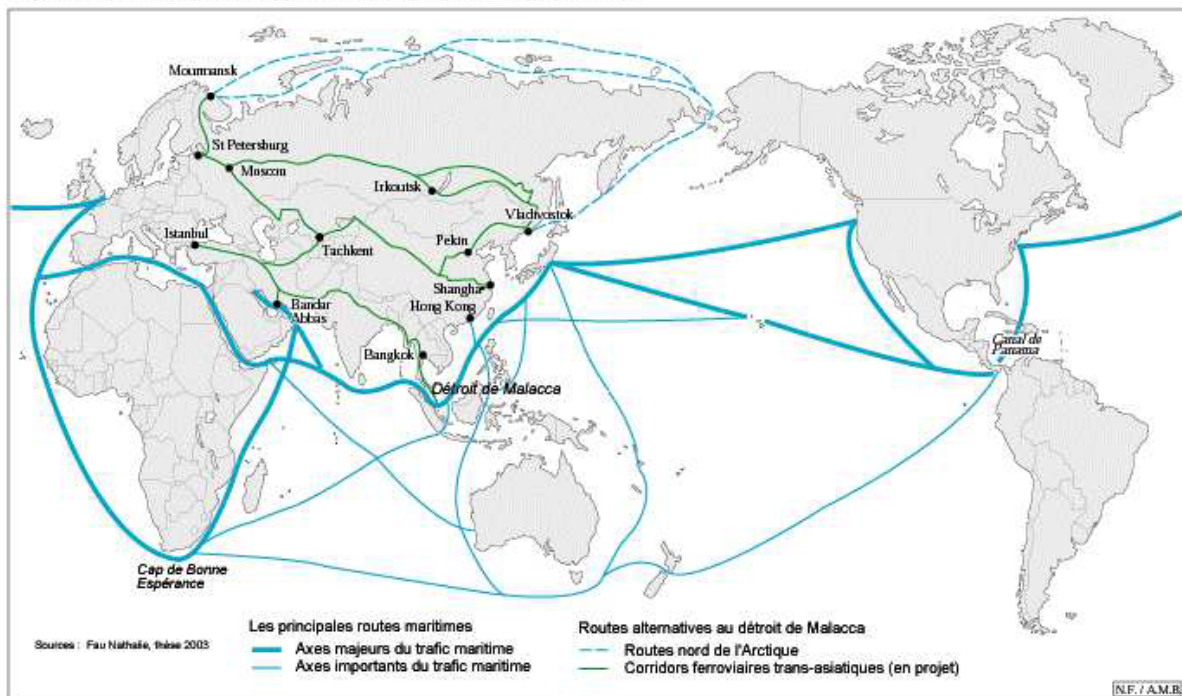 Mourmansk
St Petersburg
Moscou
Irkoutsk
Vladivostok
Istanbul
Tachkent
Pekin
Shanghai
Hong Kong
Bandar
Abbas
Bangkok
Détroit de Malacca
Canal de
Panama
Cap de Bonne
Espérance
Sources : Fau Nathalie, thèse 2003
Les principales routes maritimes
Axes majeurs du trafic maritime
Axes importants du trafic maritime
Routes alternatives au détroit de Malacca
Routes nord de l'Arctique
Corridors ferroviaires trans-asiatiques (en projet)
N.F. / A.M.B